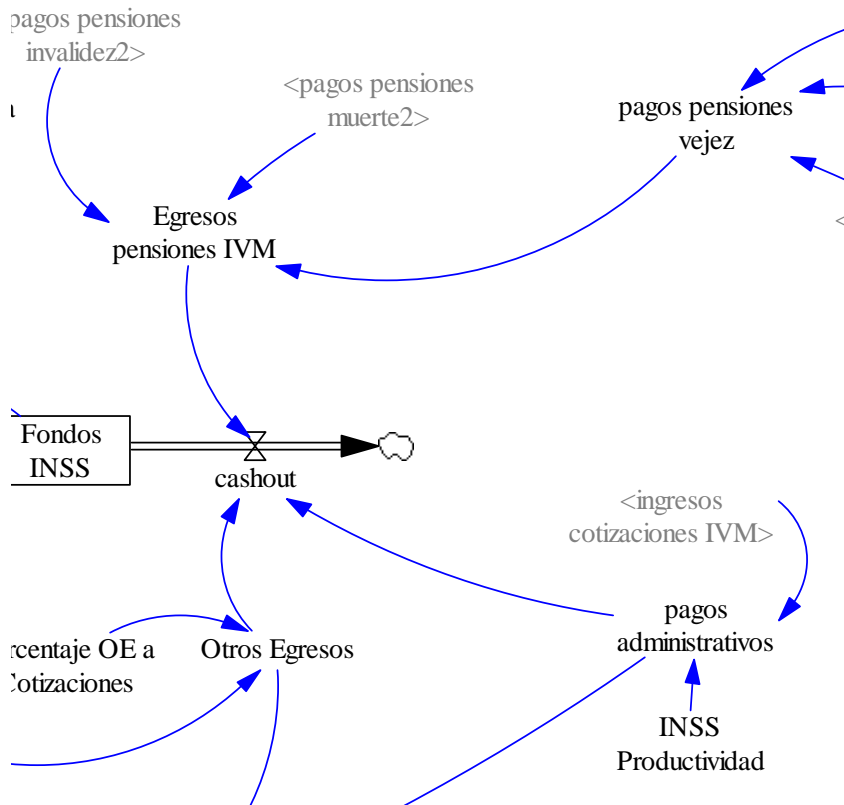 pagos pensiones
invalidez2>
<pagos pensiones
muerte2>
pagos pensiones
vejez
a
<
Egresos
pensiones IVM
Fondos
INSS
cashout
<ingresos
cotizaciones IVM>
pagos
administrativos
rcentaje OE a
Cotizaciones
Otros Egresos
INSS
Productividad